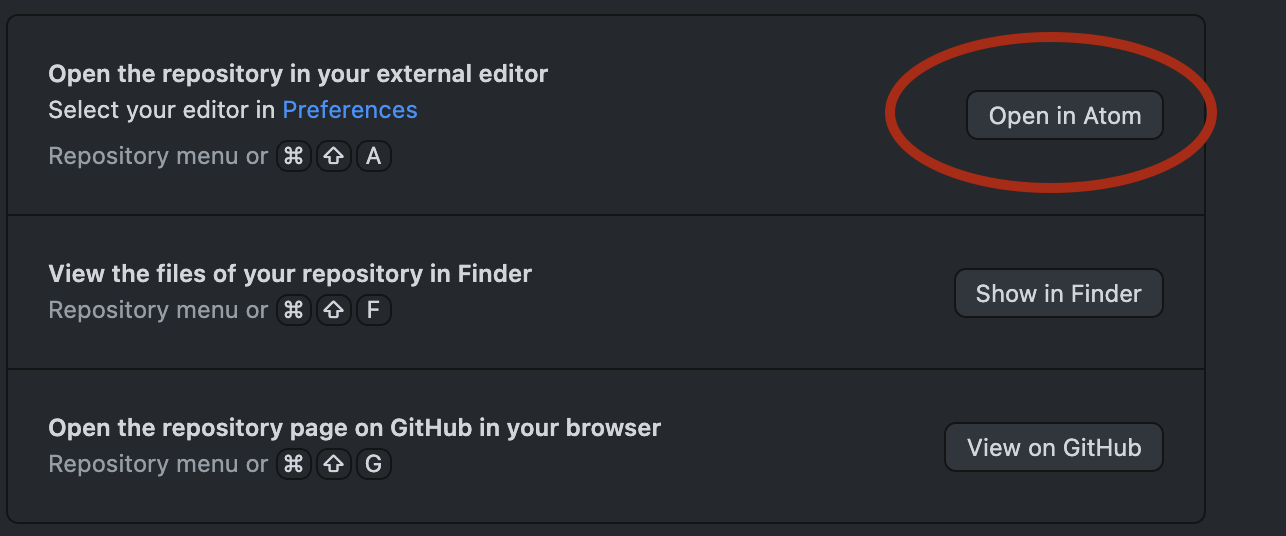 Open the repository in your external editor
Select your editor in Preferences
Repository menu or ⌘ ⇧ A
Open in Atom
View the files of your repository in Finder
Repository menu or ⌘ ⇧ F
Show in Finder
Open the repository page on GitHub in your browser
Repository menu or ⌘ ⇧ G
View on GitHub